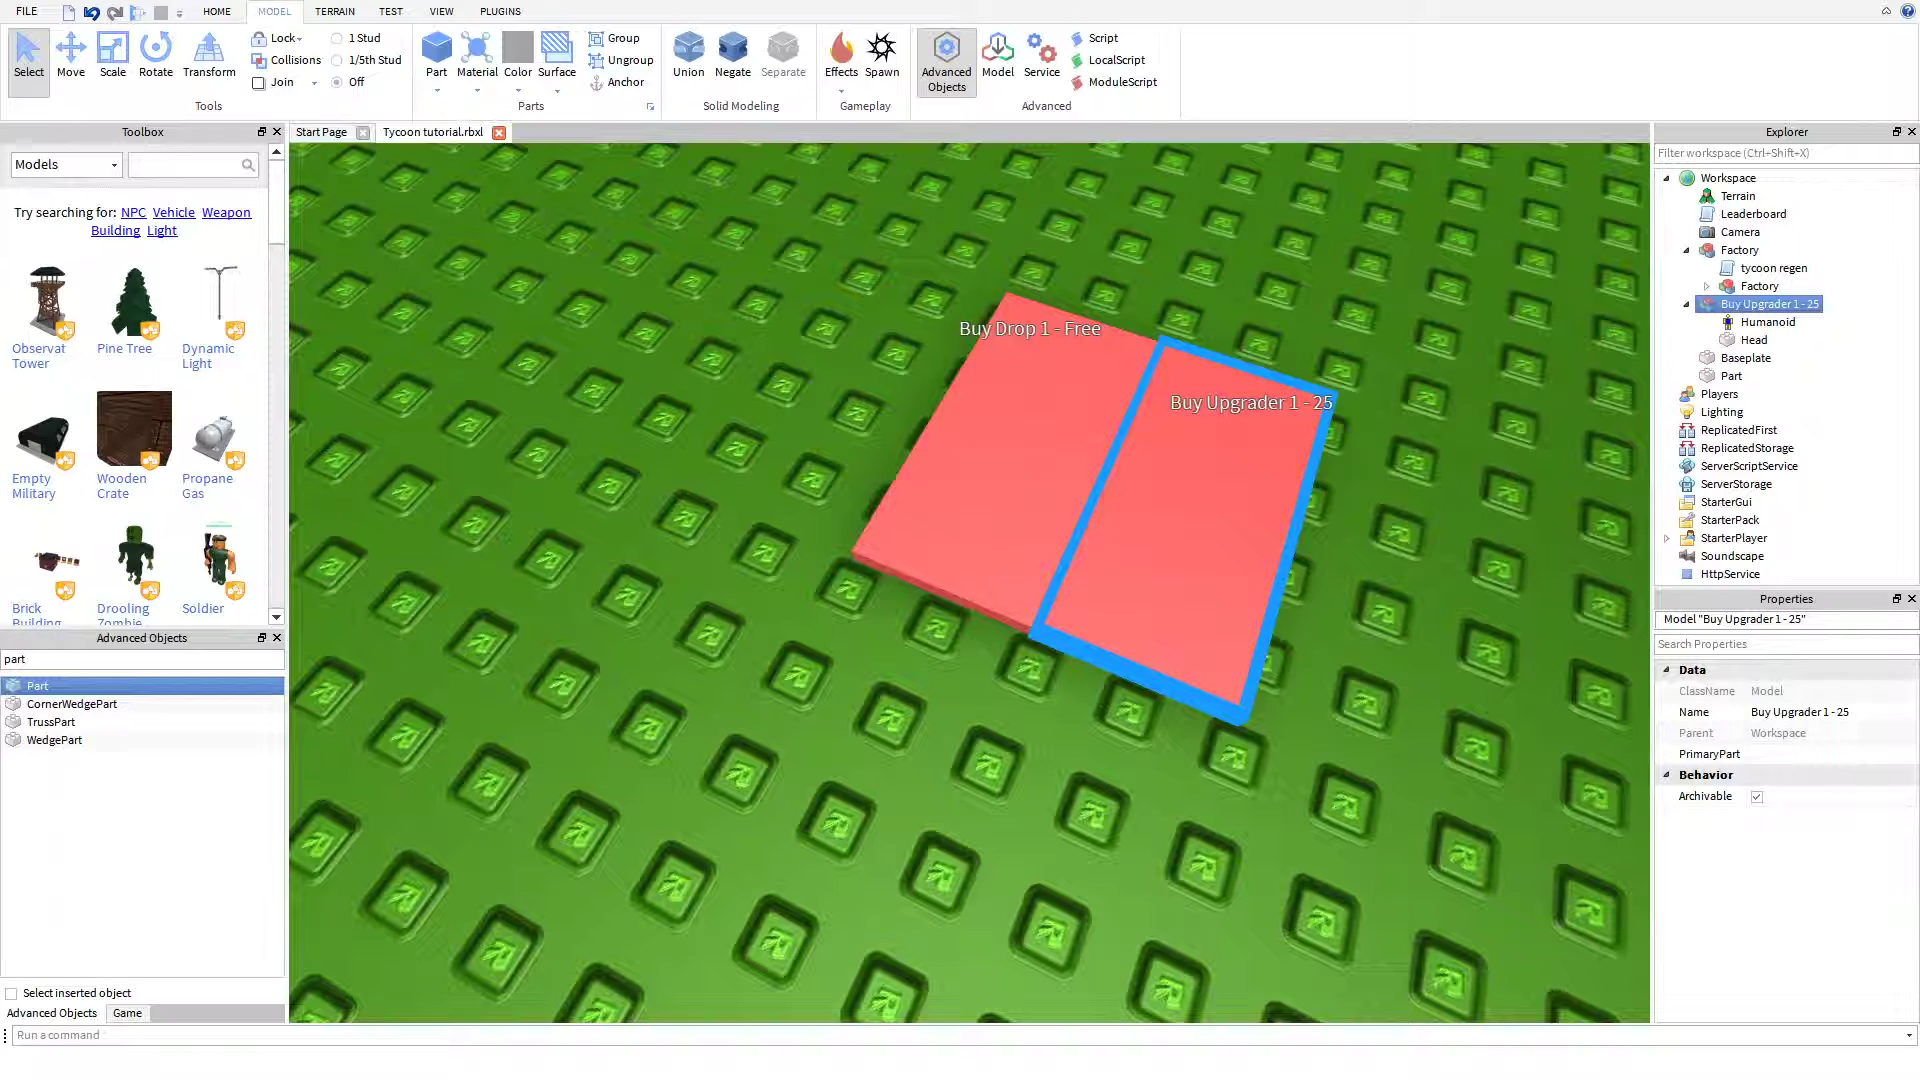 FILE HOME MODEL TERRAIN TEST VIEW PLUGINS
Select Move Scale Rotate Transform
Lock 1 Stud
Collisions 1/5th Stud
Join Off
Tools
Part Material Color Surface
Group
Ungroup
Anchor
Parts
Union Negate Separate
Solid Modeling
Effects Spawn
Gameplay
Advanced
Objects
Model Service
Script
LocalScript
ModuleScript
Advanced
Toolbox
Start Page Tycoon tutorial.rbxl
Models
Try searching for: NPC Vehicle Weapon
Building Light
Observat
Tower
Pine Tree
Dynamic
Light
Empty
Military
Wooden
Crate
Propane
Gas
Brick
Building
Drooling
Zombie
Soldier
Advanced Objects
part
Part
CornerWedgePart
TrussPart
WedgePart
Select inserted object
Advanced Objects Game
Run a command
Buy Drop 1 - Free
Buy Upgrader 1 - 25
Explorer
Filter workspace (Ctrl+Shift+X)
Workspace
Terrain
Leaderboard
Camera
Factory
tycoon regen
Factory
Buy Upgrader 1 - 25
Humanoid
Head
Baseplate
Part
Players
Lighting
ReplicatedFirst
ReplicatedStorage
ServerScriptService
ServerStorage
StarterGui
StarterPack
StarterPlayer
Soundscape
HttpService
Properties
Model "Buy Upgrader 1 - 25"
Search Properties
Data
ClassName Model
Name Buy Upgrader 1 - 25
Parent Workspace
PrimaryPart
Behavior
Archivable